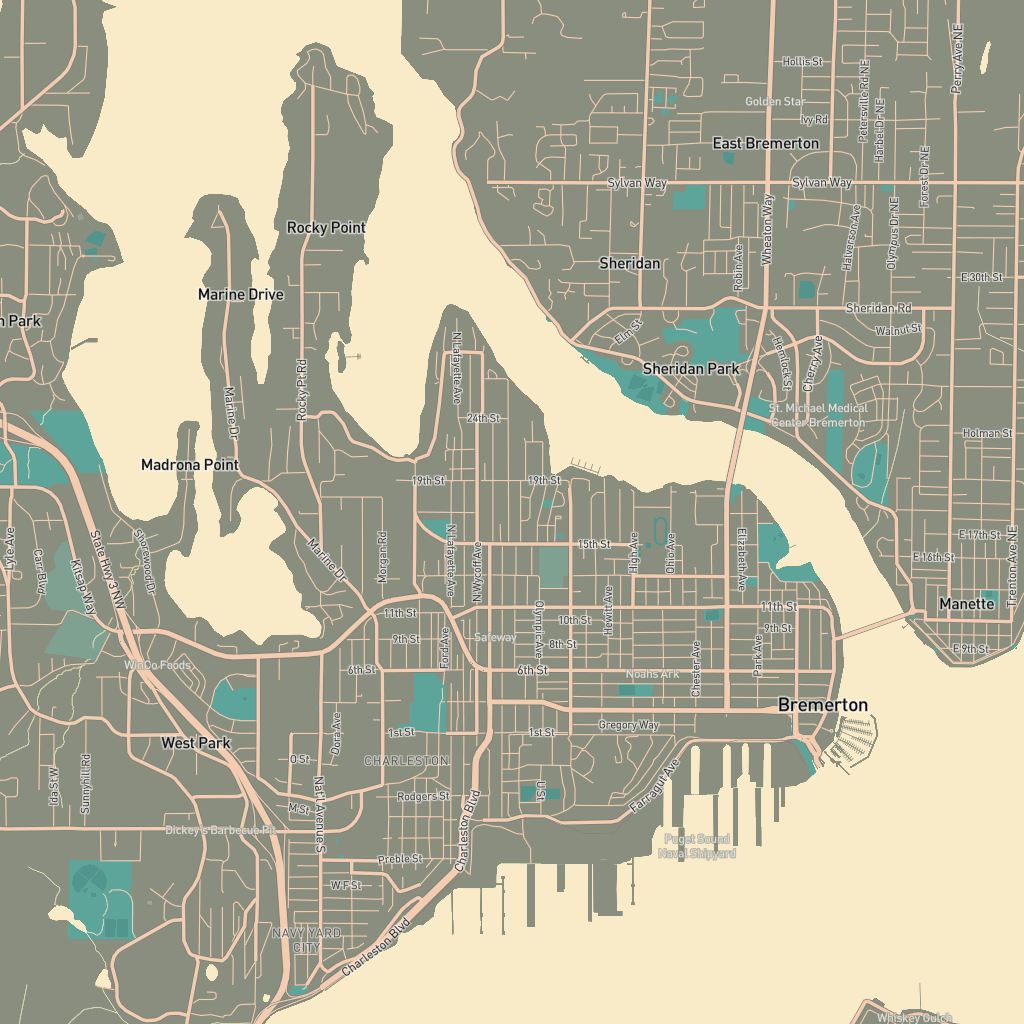 Perry Ave NE
Hollis St
Petersville Rd NE
Golden Star
Ivy Rd
Harbel Dr NE
East Bremerton
Sylvan Way
Sylvan Way
Forest Dr NE
Wheaton Way
Halverson Ave
Olympus Dr NE
Rocky Point
Sheridan
Robin Ave
E 30th St
Marine Drive
Sheridan Rd
h Park
Elm St
Walnut St
N Lafayette Ave
Hemlock St
Cherry Ave
Sheridan Park
Rocky Pt Rd
Marine Dr
24th St
St. Michael Medical
Center Bremerton
Holman St
Madrona Point
19th St
19th St
Lyle Ave
Carr Blvd
State Hwy 3 NW
Kitsap Way
Shorewood Dr
Marine Dr
Morgan Rd
N Lafayette Ave
N Wycoff Ave
15th St
High Ave
Ohio Ave
Elizabeth Ave
E 17th St
E 16th St
Trenton Ave NE
Manette
11th St
Olympic Ave
Hewitt Ave
10th St
11th St
9th St
9th St
Ford Ave
Safeway
8th St
E 9th St
WinCo Foods
6th St
6th St
Noahs Ark
Chester Ave
Park Ave
Bremerton
West Park
Dora Ave
1st St
1st St
Gregory Way
O St
CHARLESTON
Ida St W
Sunnyhill Rd
Nat'l Avenue S
M St
Rodgers St
Charleston Blvd
U St
Farragut Ave
Dickey's Barbecue Pit
Puget Sound
Naval Shipyard
Preble St
W F St
NAVY YARD
CITY
Charleston Blvd
Whiskey Gulch